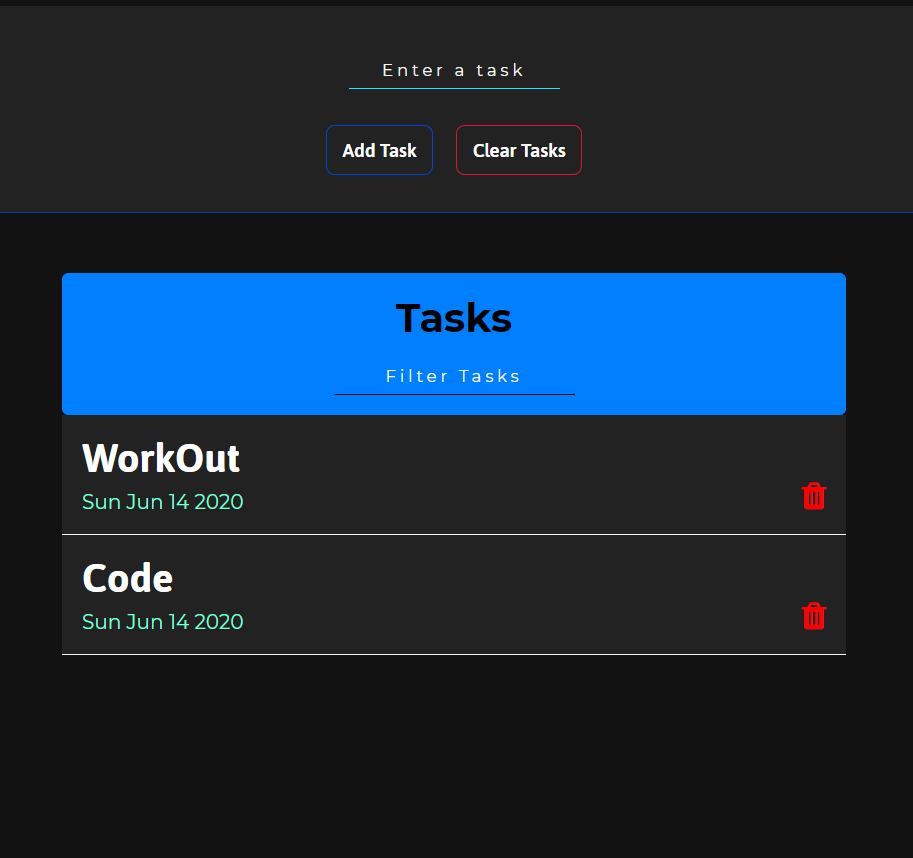 Enter a task
Add Task Clear Tasks
Tasks
Filter Tasks
WorkOut
Sun Jun 14 2020
Code
Sun Jun 14 2020